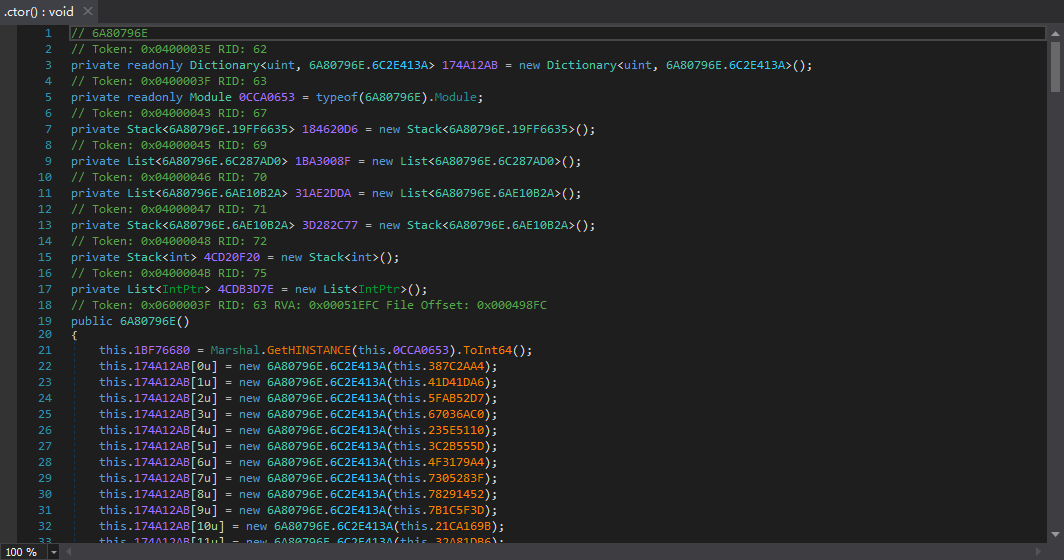 .ctor() : void ×
1 // 6A80796E
2 // Token: 0x0400003E RID: 62
3 private readonly Dictionary<uint, 6A80796E.6C2E413A> 174A12AB = new Dictionary<uint, 6A80796E.6C2E413A>();
4 // Token: 0x0400003F RID: 63
5 private readonly Module 0CCA0653 = typeof(6A80796E).Module;
6 // Token: 0x04000043 RID: 67
7 private Stack<6A80796E.19FF6635> 184620D6 = new Stack<6A80796E.19FF6635>();
8 // Token: 0x04000045 RID: 69
9 private List<6A80796E.6C287AD0> 1BA3008F = new List<6A80796E.6C287AD0>();
10 // Token: 0x04000046 RID: 70
11 private List<6A80796E.6AE10B2A> 31AE2DDA = new List<6A80796E.6AE10B2A>();
12 // Token: 0x04000047 RID: 71
13 private Stack<6A80796E.6AE10B2A> 3D282C77 = new Stack<6A80796E.6AE10B2A>();
14 // Token: 0x04000048 RID: 72
15 private Stack<int> 4CD20F20 = new Stack<int>();
16 // Token: 0x0400004B RID: 75
17 private List<IntPtr> 4CDB3D7E = new List<IntPtr>();
18 // Token: 0x0600003F RID: 63 RVA: 0x00051EFC File Offset: 0x000498FC
19 public 6A80796E()
20 {
21 this.1BF76680 = Marshal.GetHINSTANCE(this.0CCA0653).ToInt64();
22 this.174A12AB[0u] = new 6A80796E.6C2E413A(this.387C2AA4);
23 this.174A12AB[1u] = new 6A80796E.6C2E413A(this.41D41DA6);
24 this.174A12AB[2u] = new 6A80796E.6C2E413A(this.5FAB52D7);
25 this.174A12AB[3u] = new 6A80796E.6C2E413A(this.67036AC0);
26 this.174A12AB[4u] = new 6A80796E.6C2E413A(this.235E5110);
27 this.174A12AB[5u] = new 6A80796E.6C2E413A(this.3C2B555D);
28 this.174A12AB[6u] = new 6A80796E.6C2E413A(this.4F3179A4);
29 this.174A12AB[7u] = new 6A80796E.6C2E413A(this.7305283F);
30 this.174A12AB[8u] = new 6A80796E.6C2E413A(this.78291452);
31 this.174A12AB[9u] = new 6A80796E.6C2E413A(this.7B1C5F3D);
32 this.174A12AB[10u] = new 6A80796E.6C2E413A(this.21CA169B);
33 this.174A12AB[11u] = new 6A80796E.6C2E413A(this.32A81DB6);
100 %